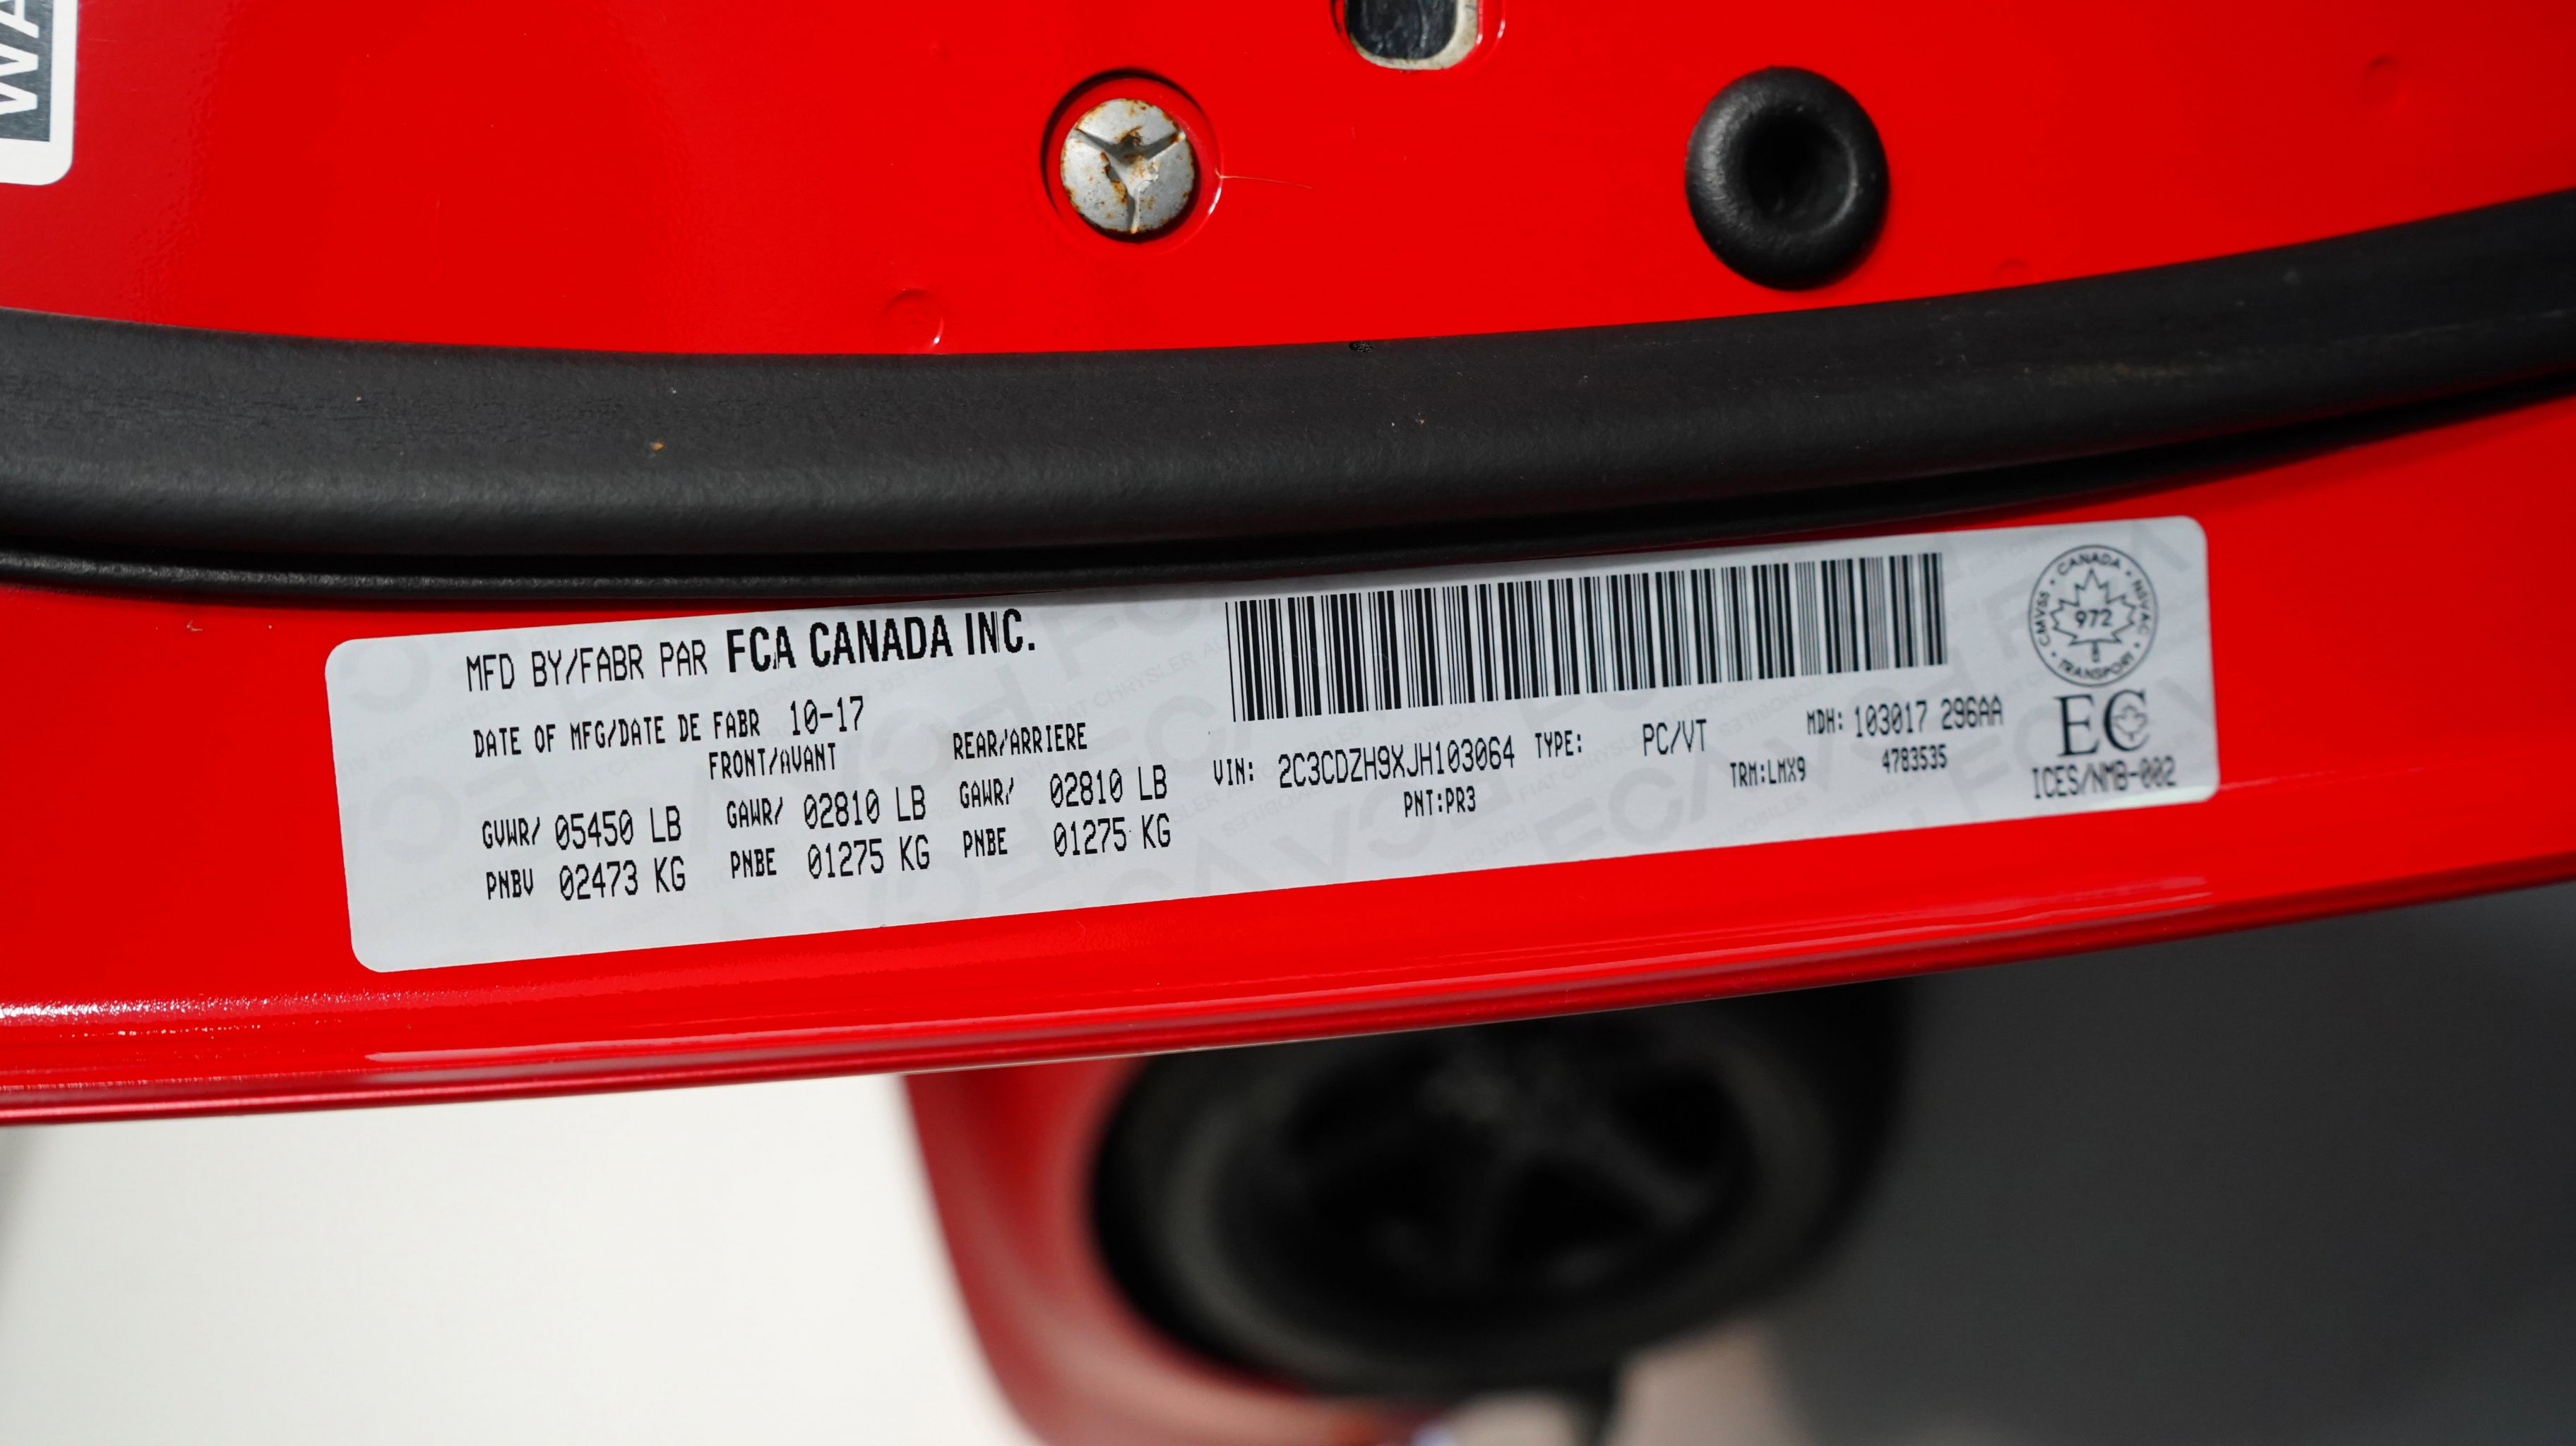 WA
MFD BY/FABR PAR FCA CANADA INC.
DATE OF MFG/DATE DE FABR 10-17
FRONT/AVANT REAR/ARRIERE
GVWR/ 05450 LB GAWR/ 02810 LB GAWR/ 02810 LB
PNBV 02473 KG PNBE 01275 KG PNBE 01275 KG
VIN: 2C3CDZH9XJH103064 TYPE: PC/VT MDH: 103017 296AA
PNT:PR3 TRM:LMX9 4783535
CANADA
CMVSS 972 NSVAC
TRANSPORT
EC
ICES/NMB-002